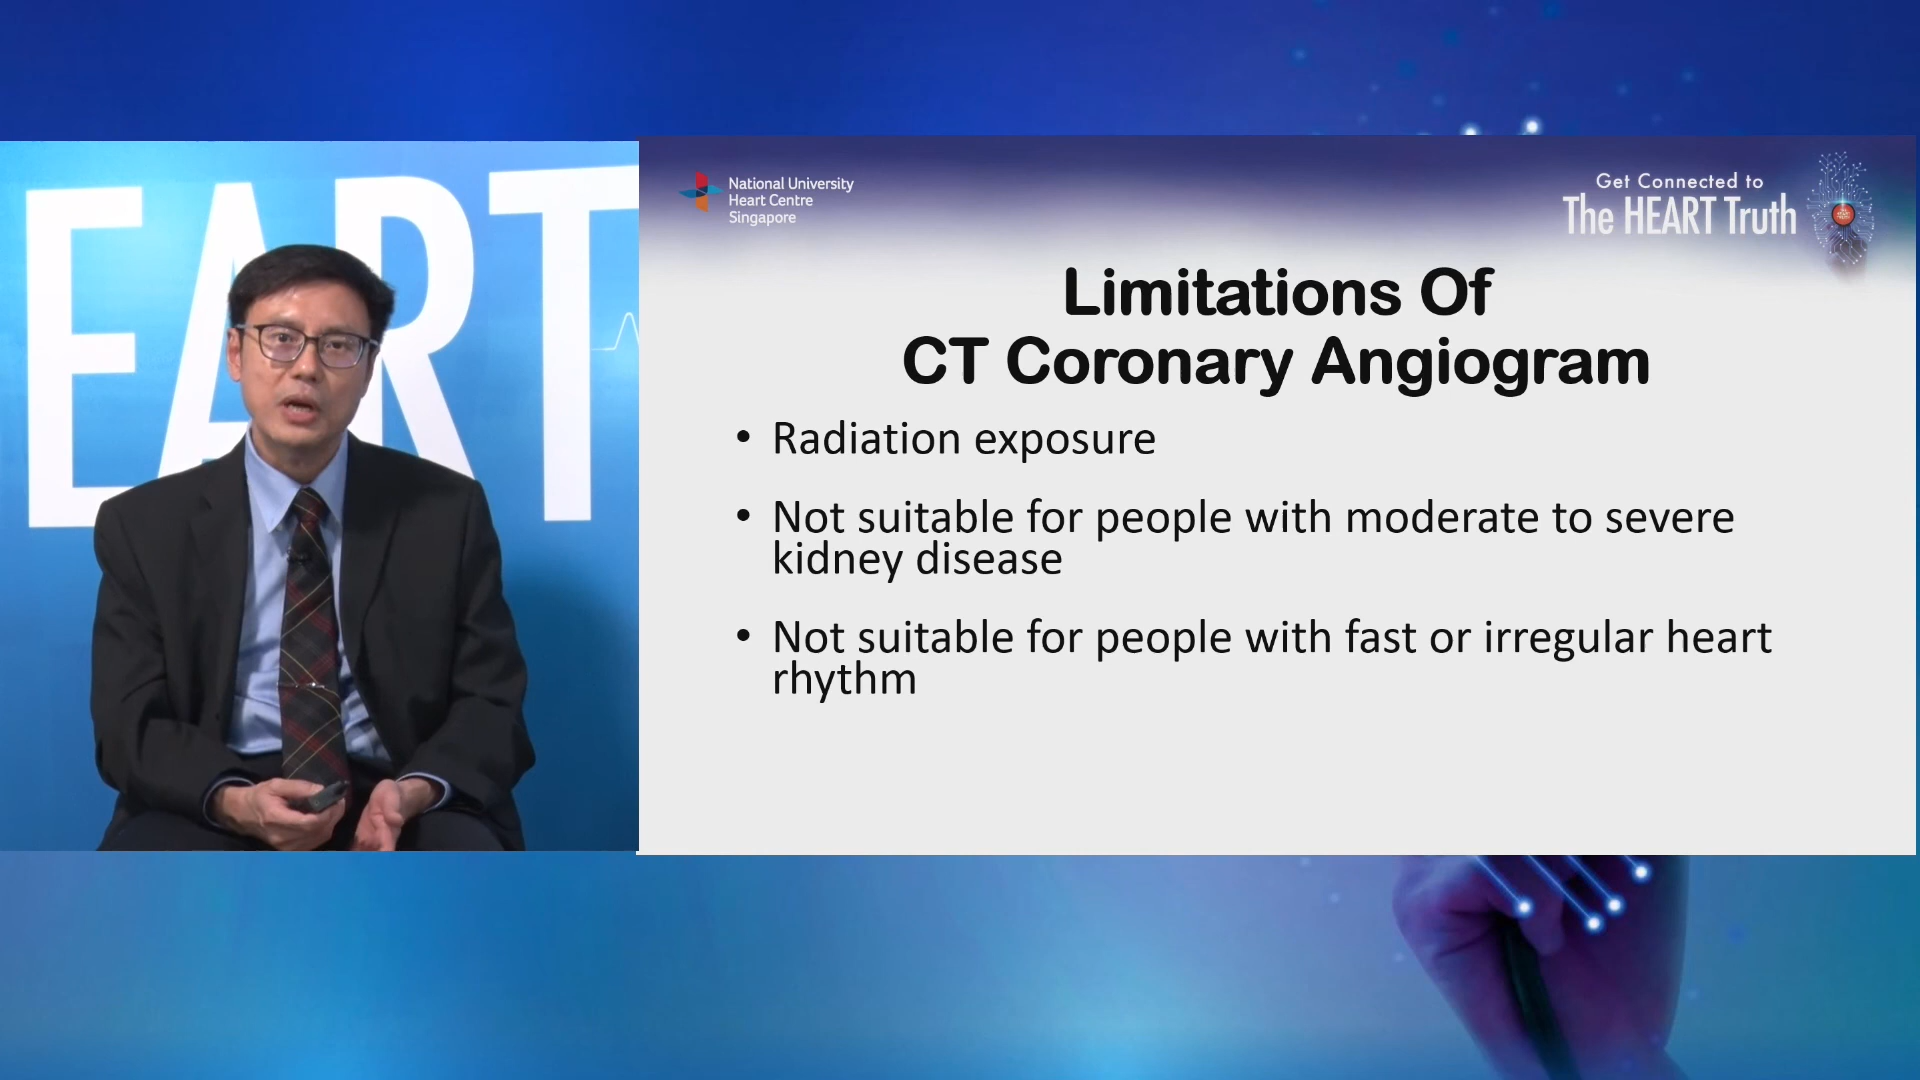 EART
National University
Heart Centre
Singapore
Get Connected to
The HEART Truth
Limitations Of
CT Coronary Angiogram
• Radiation exposure
• Not suitable for people with moderate to severe
kidney disease
• Not suitable for people with fast or irregular heart
rhythm